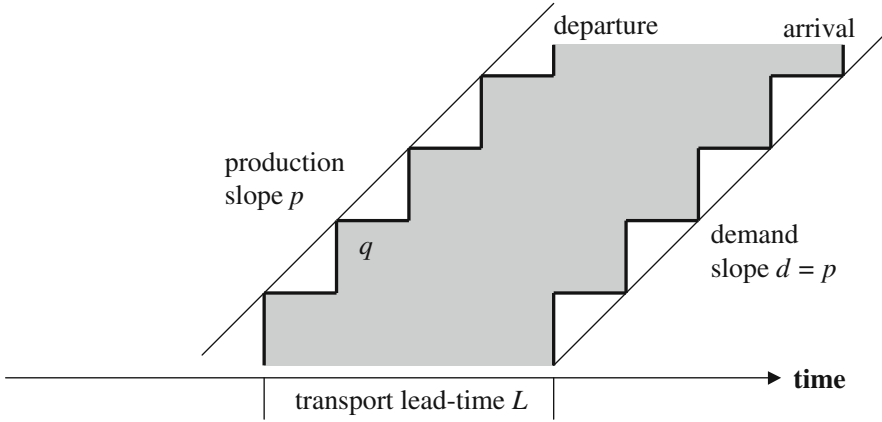 departure
arrival
production
slope p
q
demand
slope d = p
time
transport lead-time L